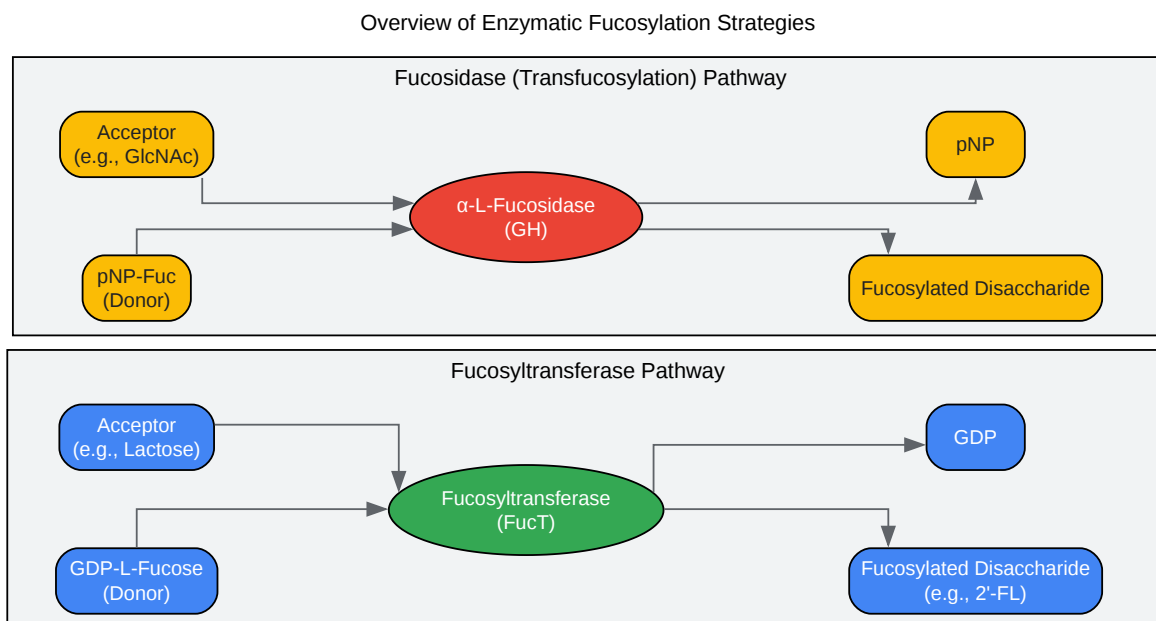 Overview of Enzymatic Fucosylation Strategies
Fucosidase (Transfucosylation) Pathway
Acceptor
(e.g., GlcNAc)
pNP
α-L-Fucosidase
(GH)
pNP-Fuc
(Donor)
Fucosylated Disaccharide
Fucosyltransferase Pathway
Acceptor
(e.g., Lactose)
GDP
Fucosyltransferase
(FucT)
GDP-L-Fucose
(Donor)
Fucosylated Disaccharide
(e.g., 2'-FL)